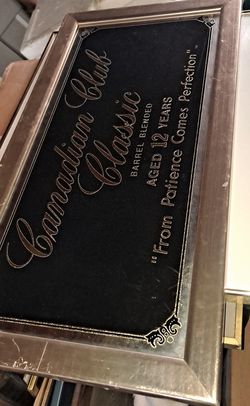 Canadian Club
Classic
BARREL BLENDED
AGED 12 YEARS
"From Patience Comes Perfection"